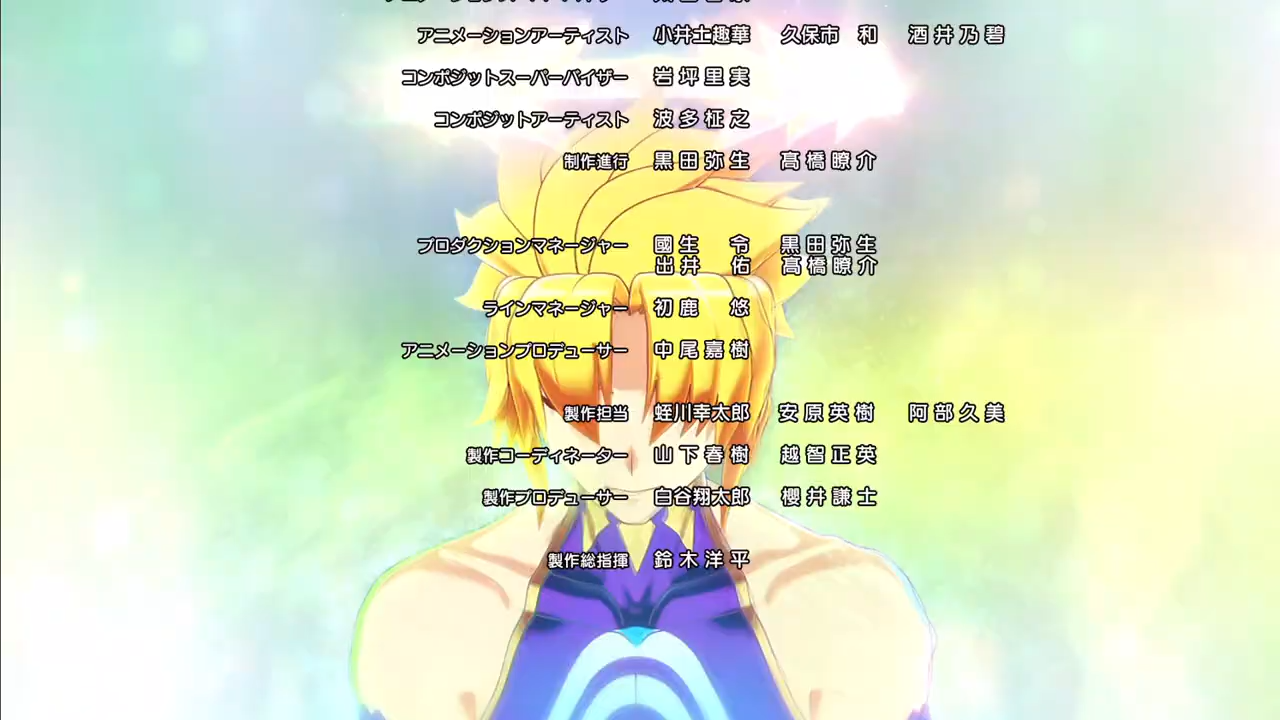 アニメーションアーティスト 小井土趣華 久保市 和 酒井乃碧
コンポジットスーパーバイザー 岩坪里実
コンポジットアーティスト 波多柾之
制作進行 黒田弥生 髙橋瞭介
プロダクションマネージャー 國生 令 黒田弥生
出井 佑 髙橋瞭介
ラインマネージャー 初鹿 悠
アニメーションプロデューサー 中尾嘉樹
製作担当 蛭川幸太郎 安原英樹 阿部久美
製作コーディネーター 山下春樹 越智正英
製作プロデューサー 白谷翔太郎 櫻井謙士
製作総指揮 鈴木洋平